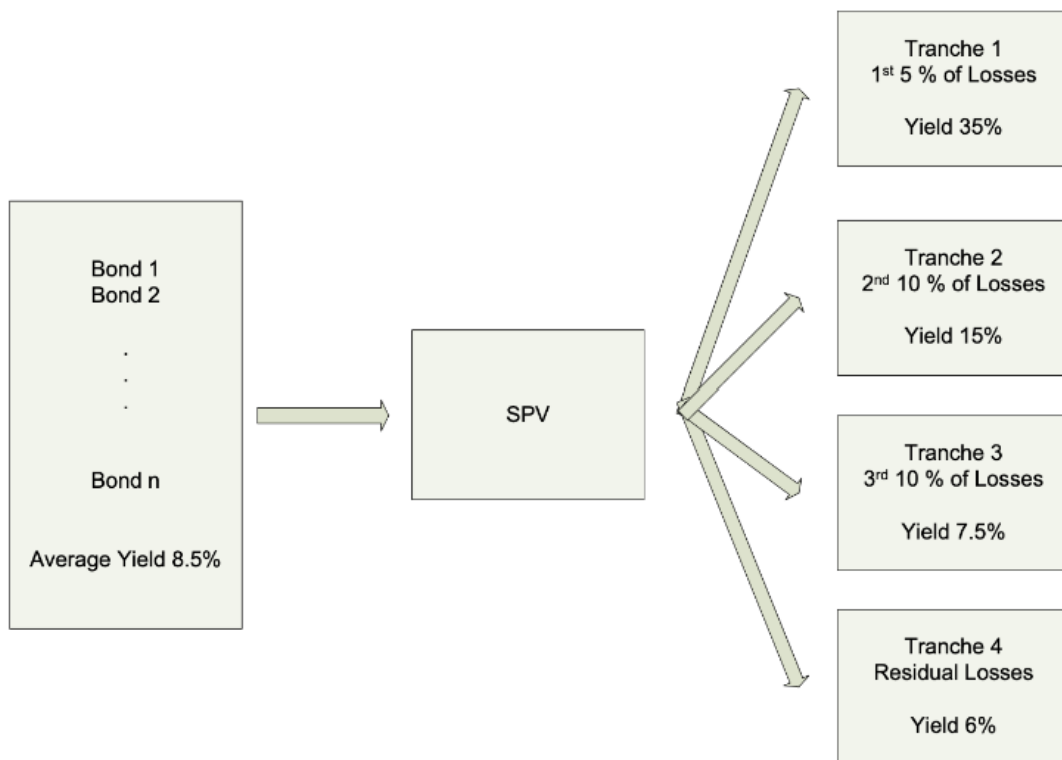 Bond 1
Bond 2
.
.
.
Bond n
Average Yield 8.5%
SPV
Tranche 1
1st 5 % of Losses
Yield 35%
Tranche 2
2nd 10 % of Losses
Yield 15%
Tranche 3
3rd 10 % of Losses
Yield 7.5%
Tranche 4
Residual Losses
Yield 6%